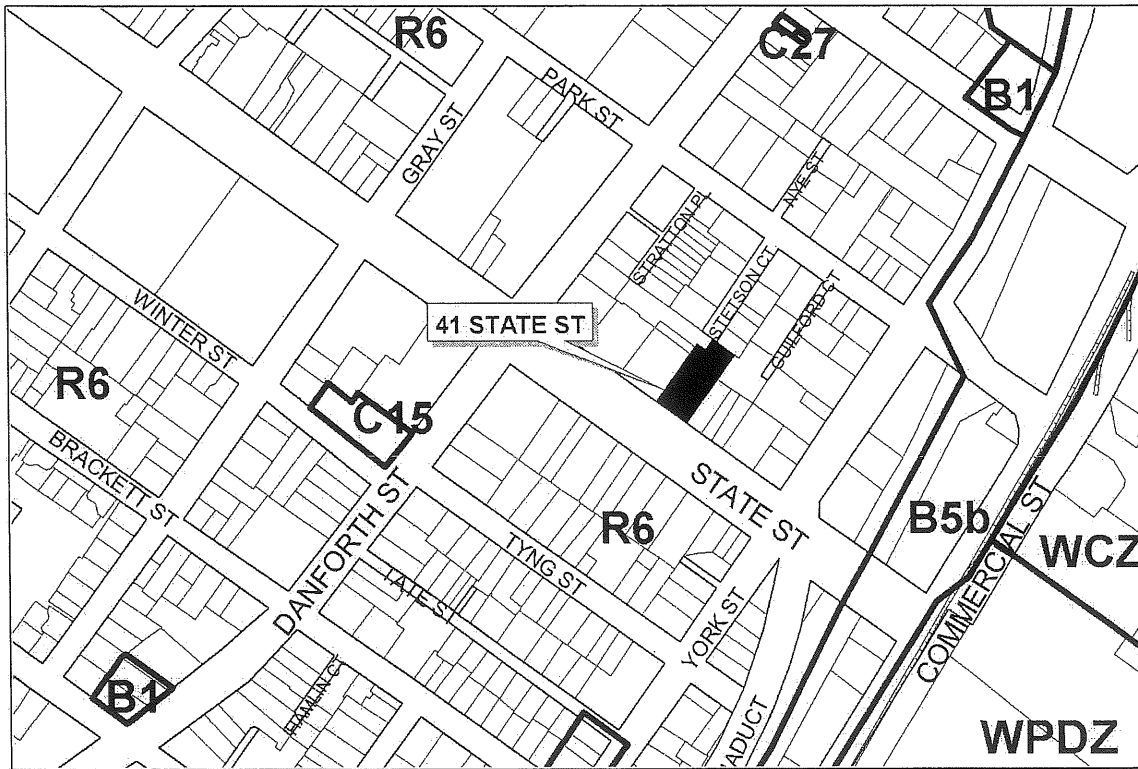 R6
C27
B1
PARK ST
GRAY ST
NYE ST
STRATTON PL
STETSON CT
GUILFORD CT
WINTER ST
41 STATE ST
R6
C15
BRACKETT ST
STATE ST
R6
B5b
DANFORTH ST
TYNG ST
TATE ST
COMMERCIAL ST
WCZ
YORK ST
B1
HAMLIN CT
WPDZ